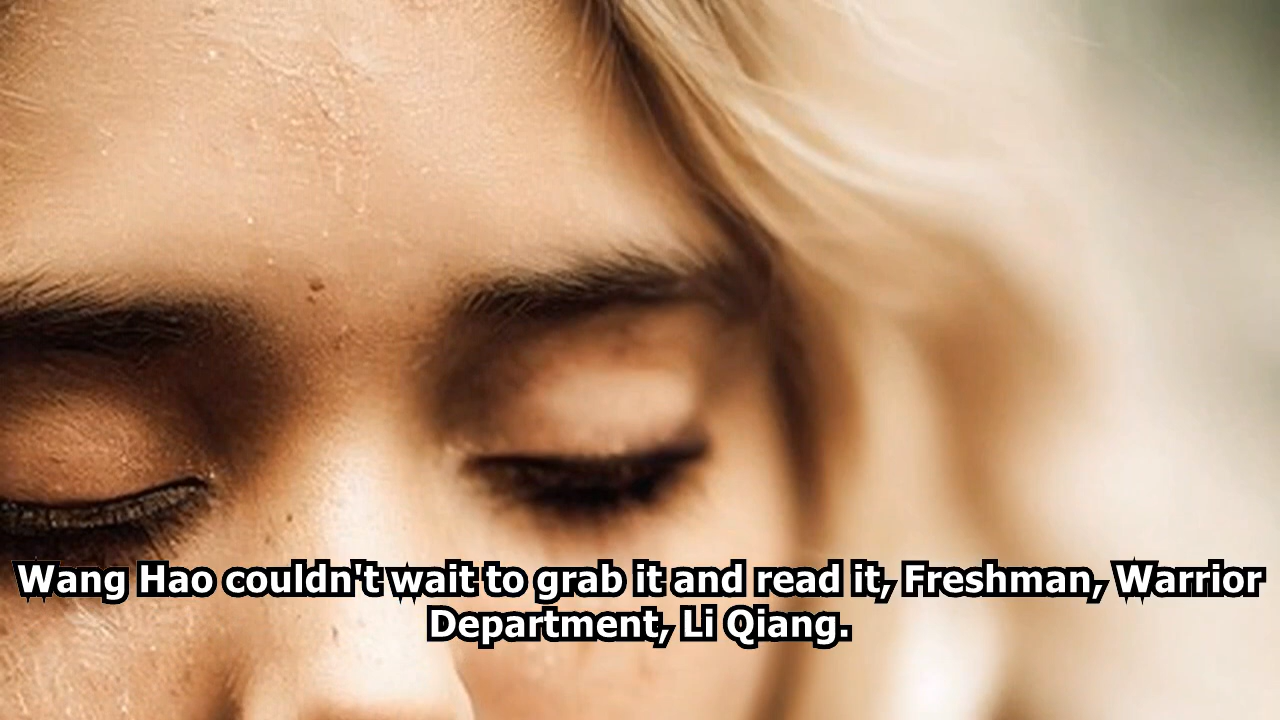 Wang Hao couldn't wait to grab it and read it, Freshman, Warrior
Department, Li Qiang.